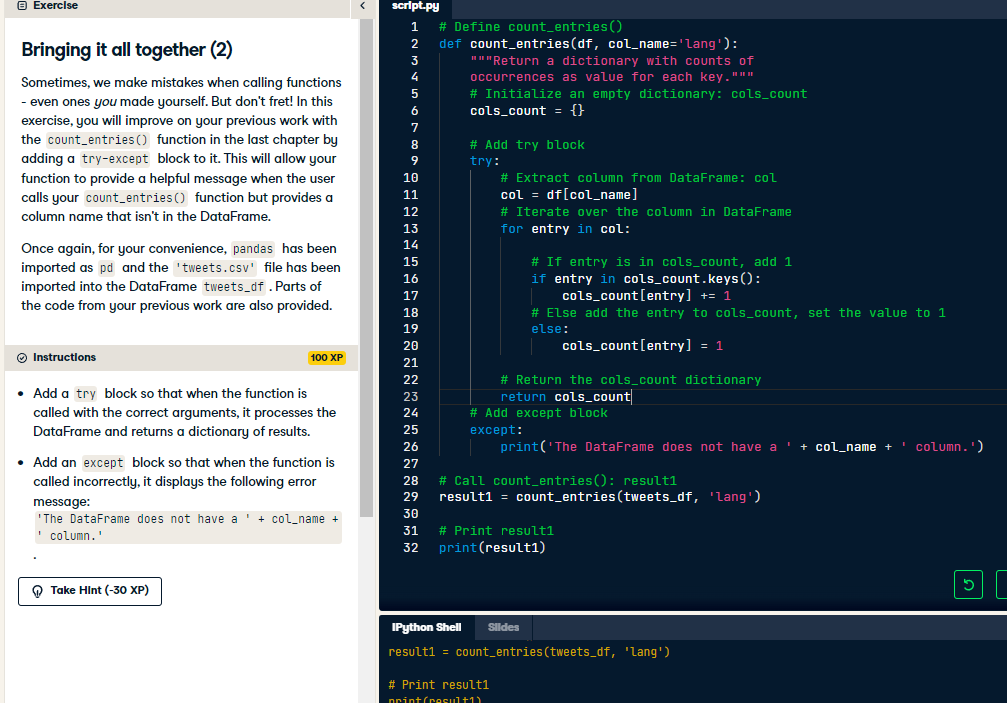 Exercise
Bringing it all together (2)
Sometimes, we make mistakes when calling functions
- even ones you made yourself. But don't fret! In this
exercise, you will improve on your previous work with
the count_entries() function in the last chapter by
adding a try-except block to it. This will allow your
function to provide a helpful message when the user
calls your count_entries() function but provides a
column name that isn't in the DataFrame.
Once again, for your convenience, pandas has been
imported as pd and the 'tweets.csv' file has been
imported into the DataFrame tweets_df . Parts of
the code from your previous work are also provided.
Instructions
100 XP
• Add a try block so that when the function is
called with the correct arguments, it processes the
DataFrame and returns a dictionary of results.
• Add an except block so that when the function is
called incorrectly, it displays the following error
message:
'The DataFrame does not have a ' + col_name +
' column.'
.
Take Hint (-30 XP)
script.py
1 # Define count_entries()
2 def count_entries(df, col_name='lang'):
3 """Return a dictionary with counts of
4 occurrences as value for each key."""
5 # Initialize an empty dictionary: cols_count
6 cols_count = {}
7
8 # Add try block
9 try:
10 # Extract column from DataFrame: col
11 col = df[col_name]
12 # Iterate over the column in DataFrame
13 for entry in col:
14
15 # If entry is in cols_count, add 1
16 if entry in cols_count.keys():
17 cols_count[entry] += 1
18 # Else add the entry to cols_count, set the value to 1
19 else:
20 cols_count[entry] = 1
21
22 # Return the cols_count dictionary
23 return cols_count
24 # Add except block
25 except:
26 print('The DataFrame does not have a ' + col_name + ' column.')
27
28 # Call count_entries(): result1
29 result1 = count_entries(tweets_df, 'lang')
30
31 # Print result1
32 print(result1)
IPython Shell
Slides
result1 = count_entries(tweets_df, 'lang')
# Print result1
print(result1)